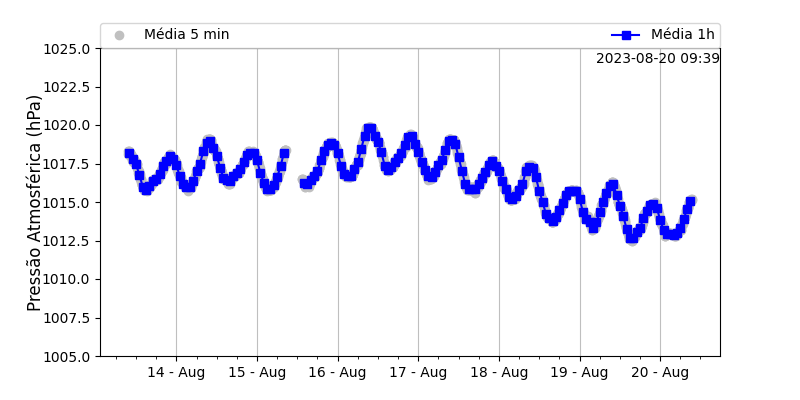 Média 5 min
Média 1h
2023-08-20 09:39
Pressão Atmosférica (hPa)
1025.0
1022.5
1020.0
1017.5
1015.0
1012.5
1010.0
1007.5
1005.0
14 - Aug
15 - Aug
16 - Aug
17 - Aug
18 - Aug
19 - Aug
20 - Aug